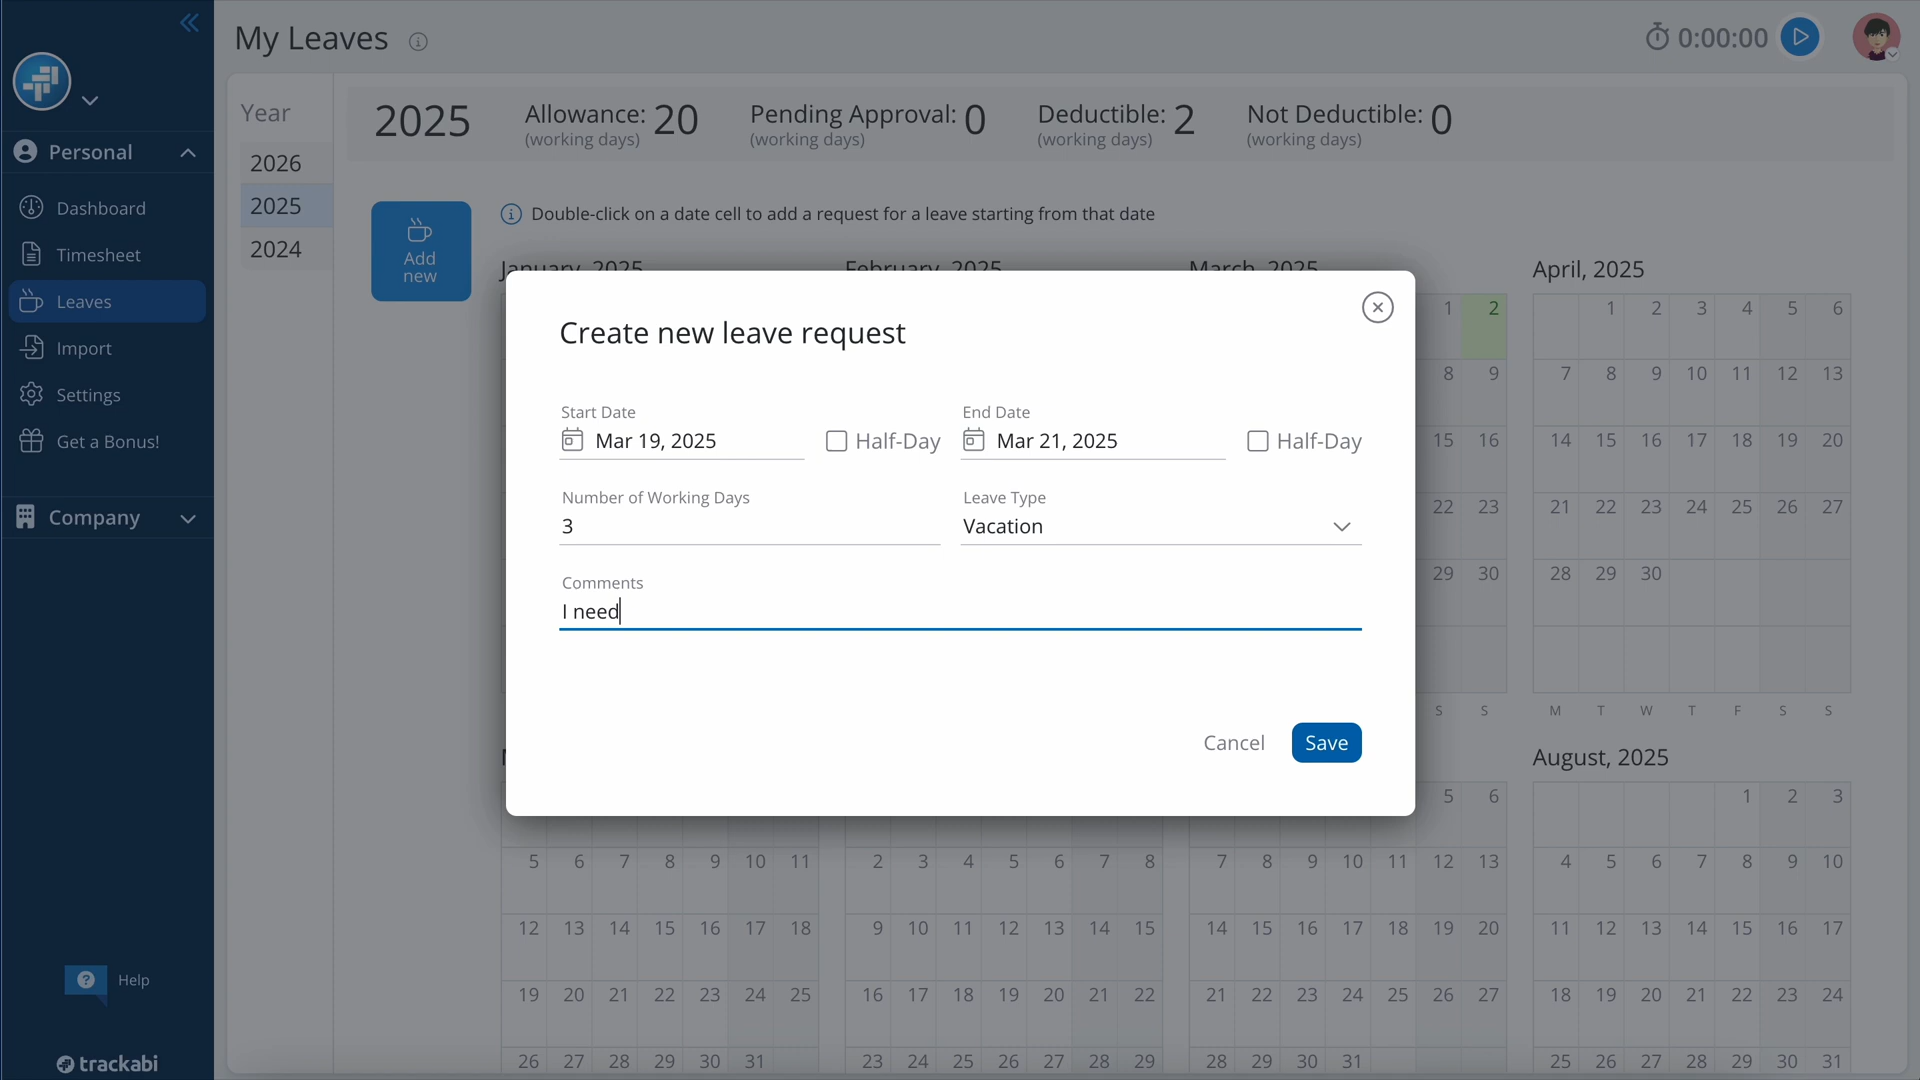 My Leaves
0:00:00
Personal
Dashboard
Timesheet
Leaves
Import
Settings
Get a Bonus!
Company
Help
trackabi
Year
2026
2025
2024
2025
Allowance: 20
(working days)
Pending Approval: 0
(working days)
Deductible: 2
(working days)
Not Deductible: 0
(working days)
Add
new
Double-click on a date cell to add a request for a leave starting from that date
January, 2025
February, 2025
March, 2025
April, 2025
Create new leave request
Start Date
Mar 19, 2025
Half-Day
End Date
Mar 21, 2025
Half-Day
Number of Working Days
3
Leave Type
Vacation
Comments
I need
Cancel
Save
1 2
8 9
15 16
22 23
29 30
S S
1 2 3 4 5 6
7 8 9 10 11 12 13
14 15 16 17 18 19 20
21 22 23 24 25 26 27
28 29 30
M T W T F S S
August, 2025
5 6 7 8 9 10 11
12 13 14 15 16 17 18
19 20 21 22 23 24 25
26 27 28 29 30 31
2 3 4 5 6 7 8
9 10 11 12 13 14 15
16 17 18 19 20 21 22
23 24 25 26 27 28 29
5 6
7 8 9 10 11 12 13
14 15 16 17 18 19 20
21 22 23 24 25 26 27
28 29 30 31
1 2 3
4 5 6 7 8 9 10
11 12 13 14 15 16 17
18 19 20 21 22 23 24
25 26 27 28 29 30 31